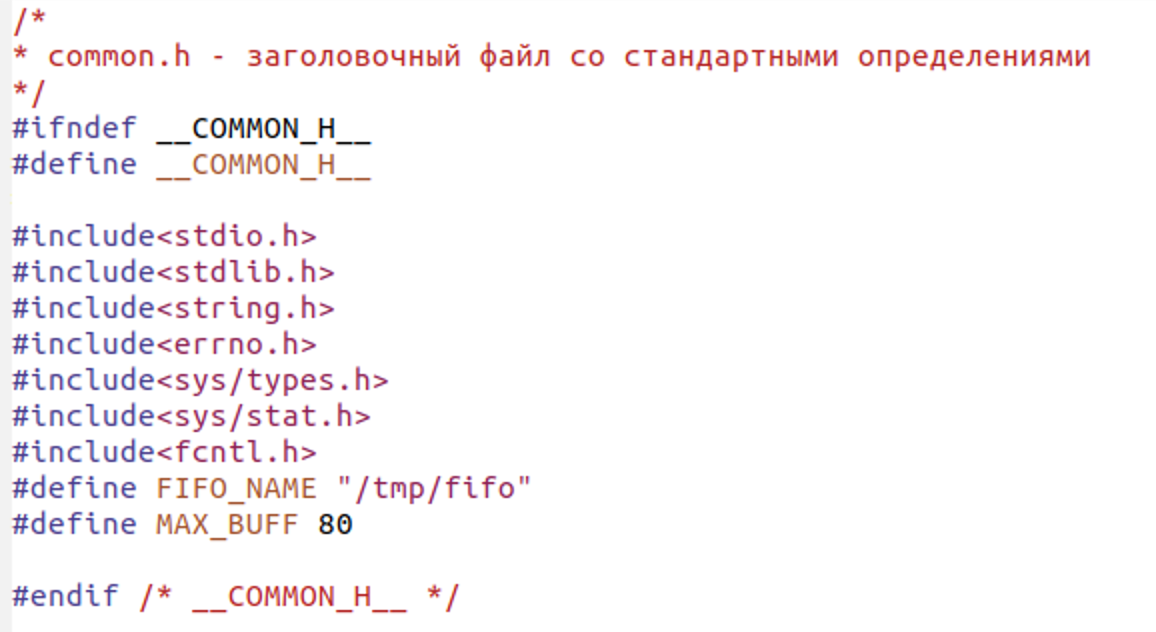 /*
* common.h - заголовочный файл со стандартными определениями
*/
#ifndef __COMMON_H__
#define __COMMON_H__
#include<stdio.h>
#include<stdlib.h>
#include<string.h>
#include<errno.h>
#include<sys/types.h>
#include<sys/stat.h>
#include<fcntl.h>
#define FIFO_NAME "/tmp/fifo"
#define MAX_BUFF 80
#endif /* __COMMON_H__ */